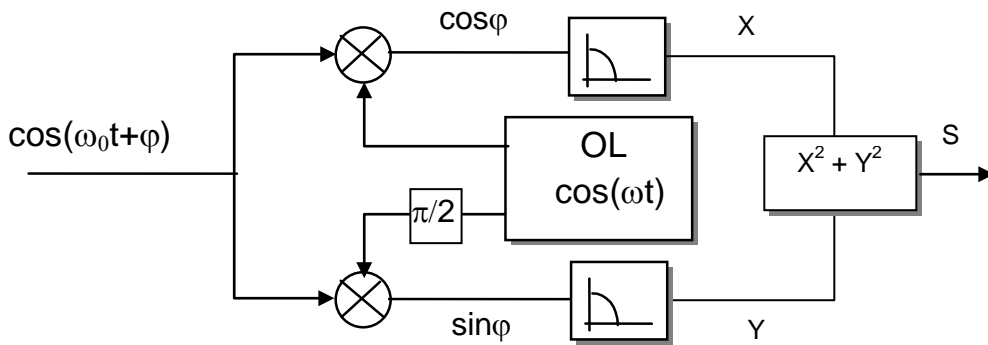 cosφ
X
cos(ω₀t+φ)
OL
cos(ωt)
π/2
X² + Y²
S
sinφ
Y